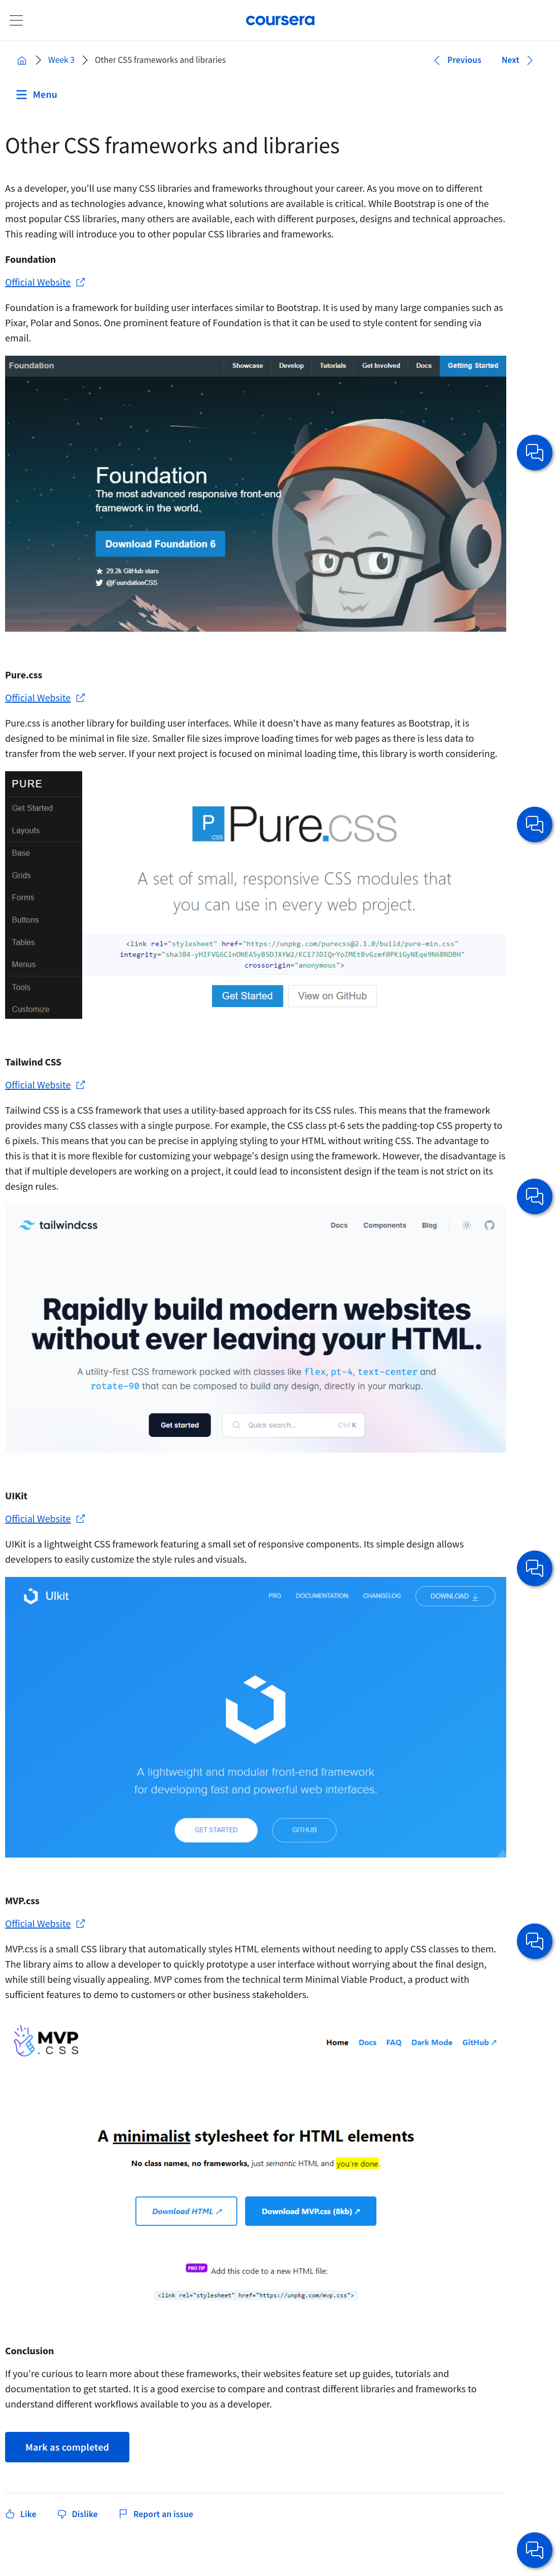 coursera
Week 3
Other CSS frameworks and libraries
Previous
Next
Menu
Other CSS frameworks and libraries
As a developer, you'll use many CSS libraries and frameworks throughout your career. As you move on to different
projects and as technologies advance, knowing what solutions are available is critical. While Bootstrap is one of the
most popular CSS libraries, many others are available, each with different purposes, designs and technical approaches.
This reading will introduce you to other popular CSS libraries and frameworks.
Foundation
Official Website
Foundation is a framework for building user interfaces similar to Bootstrap. It is used by many large companies such as
Pixar, Polar and Sonos. One prominent feature of Foundation is that it can be used to style content for sending via
email.
Foundation
Showcase
Develop
Tutorials
Get Involved
Docs
Getting Started
Foundation
The most advanced responsive front-end
framework in the world.
Download Foundation 6
29.2k GitHub stars
@FoundationCSS
Pure.css
Official Website
Pure.css is another library for building user interfaces. While it doesn't have as many features as Bootstrap, it is
designed to be minimal in file size. Smaller file sizes improve loading times for web pages as there is less data to
transfer from the web server. If your next project is focused on minimal loading time, this library is worth considering.
PURE
Get Started
Layouts
Base
Grids
Forms
Buttons
Tables
Menus
Tools
Customize
P
CSS
Pure.css
A set of small, responsive CSS modules that
you can use in every web project.
<link rel="stylesheet" href="https://unpkg.com/purecss@2.1.0/build/pure-min.css"
crossorigin="anonymous">
Get Started
View on GitHub
Tailwind CSS
Official Website
Tailwind CSS is a CSS framework that uses a utility-based approach for its CSS rules. This means that the framework
provides many CSS classes with a single purpose. For example, the CSS class pt-6 sets the padding-top CSS property to
6 pixels. This means that you can be precise in applying styling to your HTML without writing CSS. The advantage to
this is that it is more flexible for customizing your webpage's design using the framework. However, the disadvantage is
that if multiple developers are working on a project, it could lead to inconsistent design if the team is not strict on its
design rules.
tailwindcss
Docs
Components
Blog
Rapidly build modern websites
without ever leaving your HTML.
A utility-first CSS framework packed with classes like flex, pt-4, text-center and
rotate-90 that can be composed to build any design, directly in your markup.
Get started
Quick search...
Ctrl K
UIKit
Official Website
UIKit is a lightweight CSS framework featuring a small set of responsive components. Its simple design allows
developers to easily customize the style rules and visuals.
UIkit
PRO
DOCUMENTATION
CHANGELOG
DOWNLOAD
A lightweight and modular front-end framework
for developing fast and powerful web interfaces.
GET STARTED
GITHUB
MVP.css
Official Website
MVP.css is a small CSS library that automatically styles HTML elements without needing to apply CSS classes to them.
The library aims to allow a developer to quickly prototype a user interface without worrying about the final design,
while still being visually appealing. MVP comes from the technical term Minimal Viable Product, a product with
sufficient features to demo to customers or other business stakeholders.
MVP
.CSS
Home
Docs
FAQ
Dark Mode
GitHub↗
A minimalist stylesheet for HTML elements
No class names, no frameworks, just semantic HTML and you're done.
Download HTML ↗
Download MVP.css (8kb) ↗
PRO TIP Add this code to a new HTML file:
<link rel="stylesheet" href="https://unpkg.com/mvp.css">
Conclusion
If you're curious to learn more about these frameworks, their websites feature set up guides, tutorials and
documentation to get started. It is a good exercise to compare and contrast different libraries and frameworks to
understand different workflows available to you as a developer.
Mark as completed
Like
Dislike
Report an issue